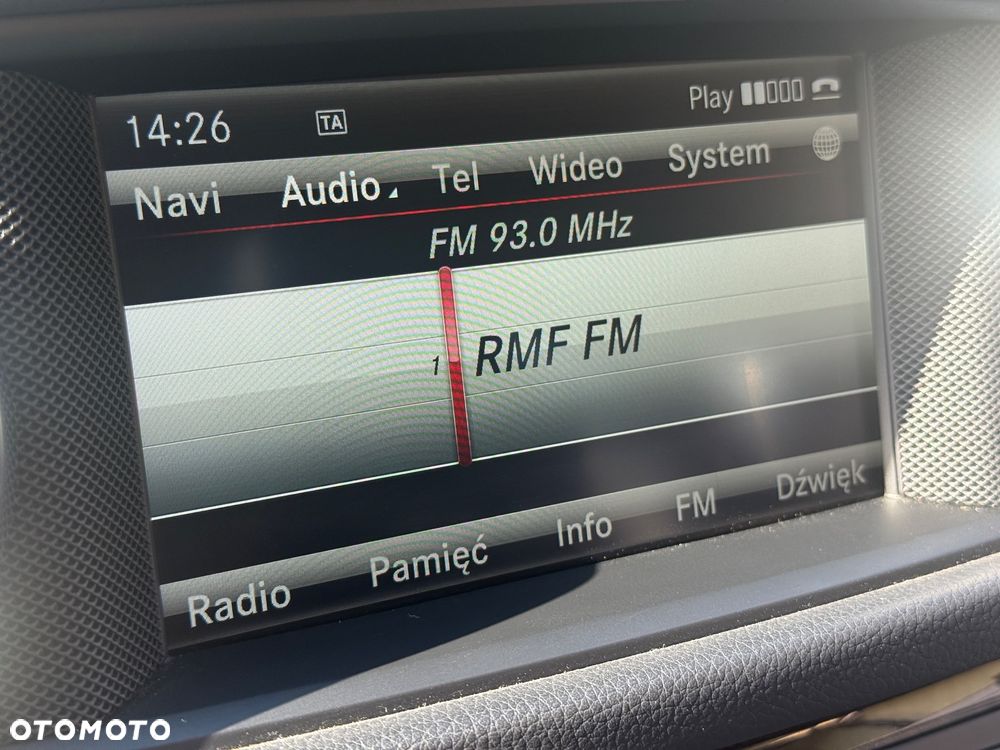 14:26 TA Play
Navi Audio Tel Wideo System
FM 93.0 MHz
1 RMF FM
Radio Pamięć Info FM Dźwięk
OTOMOTO